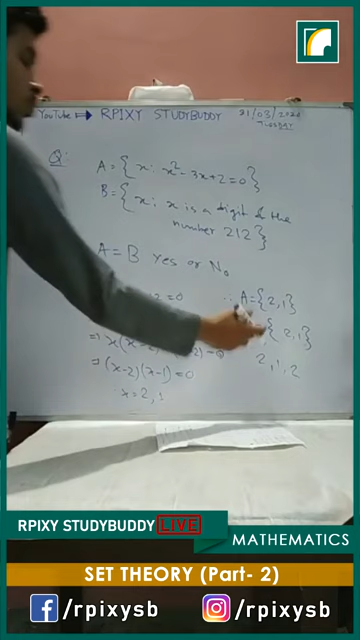 YouTube ⇒ RPIXY STUDYBUDDY
21/03/2024
TUESDAY
Q:
A = { x : x² - 3x + 2 = 0 }
B = { x : x is a digit of the
number 212 }
A = B Yes or No
= 0
∴ A = {2, 1}
{2, 1}
⇒ (x-2)(x-1) = 0
2, 1, 2
x = 2, 1
RPIXY STUDYBUDDY LIVE
MATHEMATICS
SET THEORY (Part- 2)
/rpixysb
/rpixysb